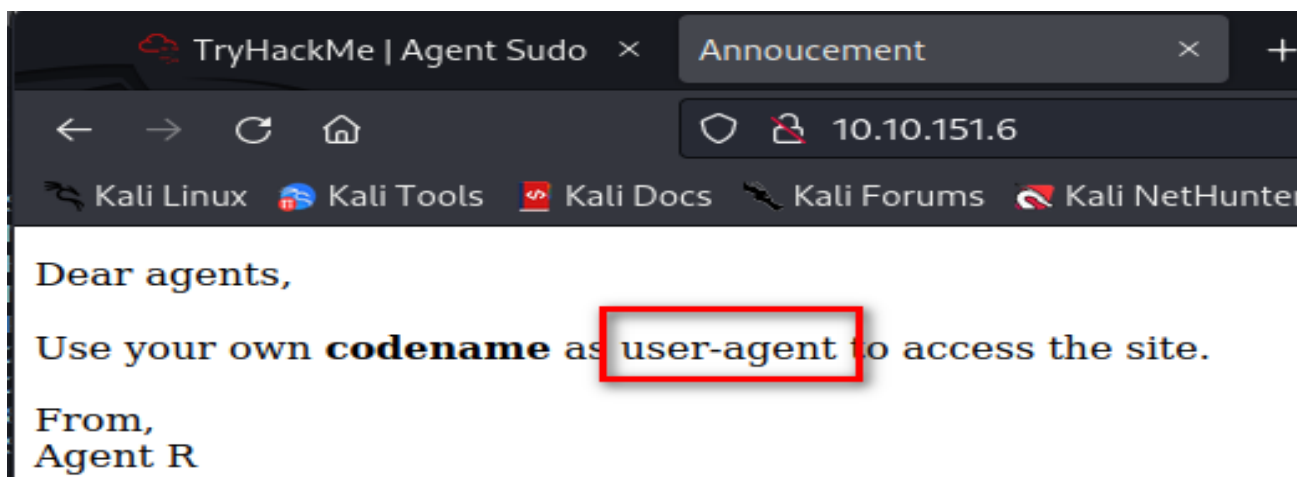 TryHackMe | Agent Sudo × Annoucement × +
10.10.151.6
Kali Linux Kali Tools Kali Docs Kali Forums Kali NetHunter
Dear agents,
Use your own codename as user-agent to access the site.
From,
Agent R